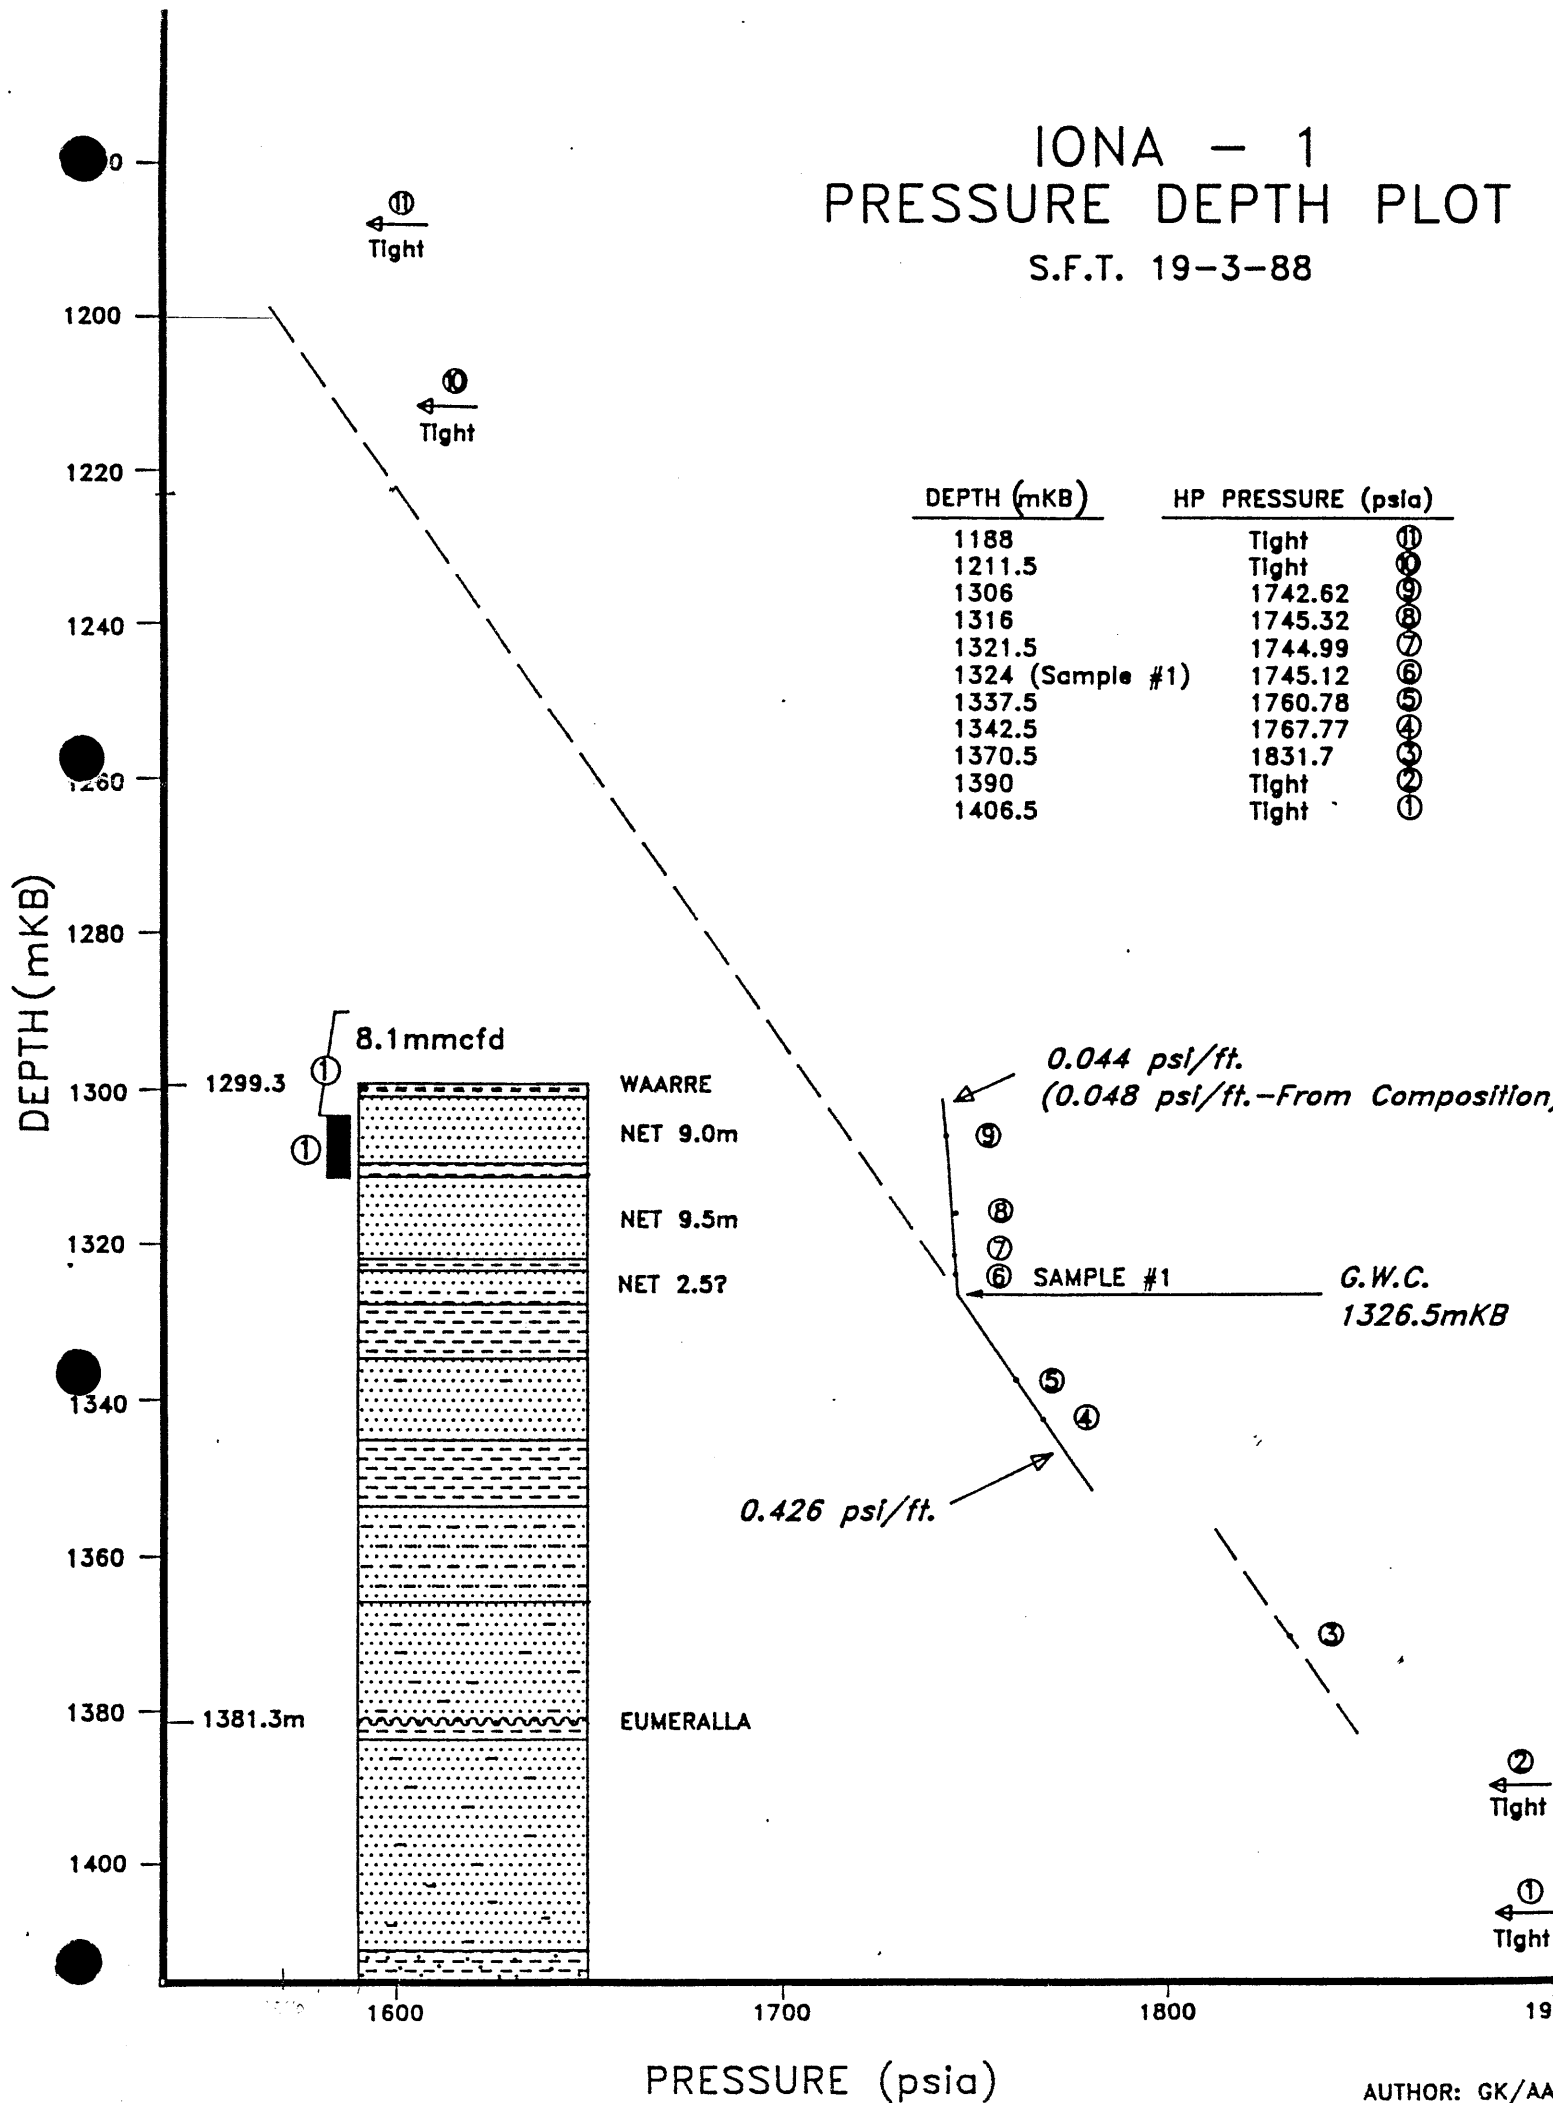 IONA - 1
PRESSURE DEPTH PLOT
S.F.T. 19-3-88
⑪
Tight
1200
⑩
Tight
1220
DEPTH (mKB) HP PRESSURE (psia)
1188 Tight ⑪
1211.5 Tight ⑩
1306 1742.62 ⑨
1316 1745.32 ⑧
1321.5 1744.99 ⑦
1324 (Sample #1) 1745.12 ⑥
1337.5 1760.78 ⑤
1342.5 1767.77 ④
1370.5 1831.7 ③
1390 Tight ②
1406.5 Tight ①
1240
1260
1280
DEPTH (mKB)
8.1mmcfd
①
1300
1299.3
WAARRE
①
NET 9.0m
NET 9.5m
NET 2.5?
0.044 psi/ft.
(0.048 psi/ft.-From Composition)
⑨
⑧
⑦
⑥ SAMPLE #1
G.W.C.
1326.5mKB
1320
⑤
④
1340
0.426 psi/ft.
1360
③
1380
1381.3m
EUMERALLA
②
Tight
1400
①
Tight
1600
1700
1800
19
PRESSURE (psia)
AUTHOR: GK/AA